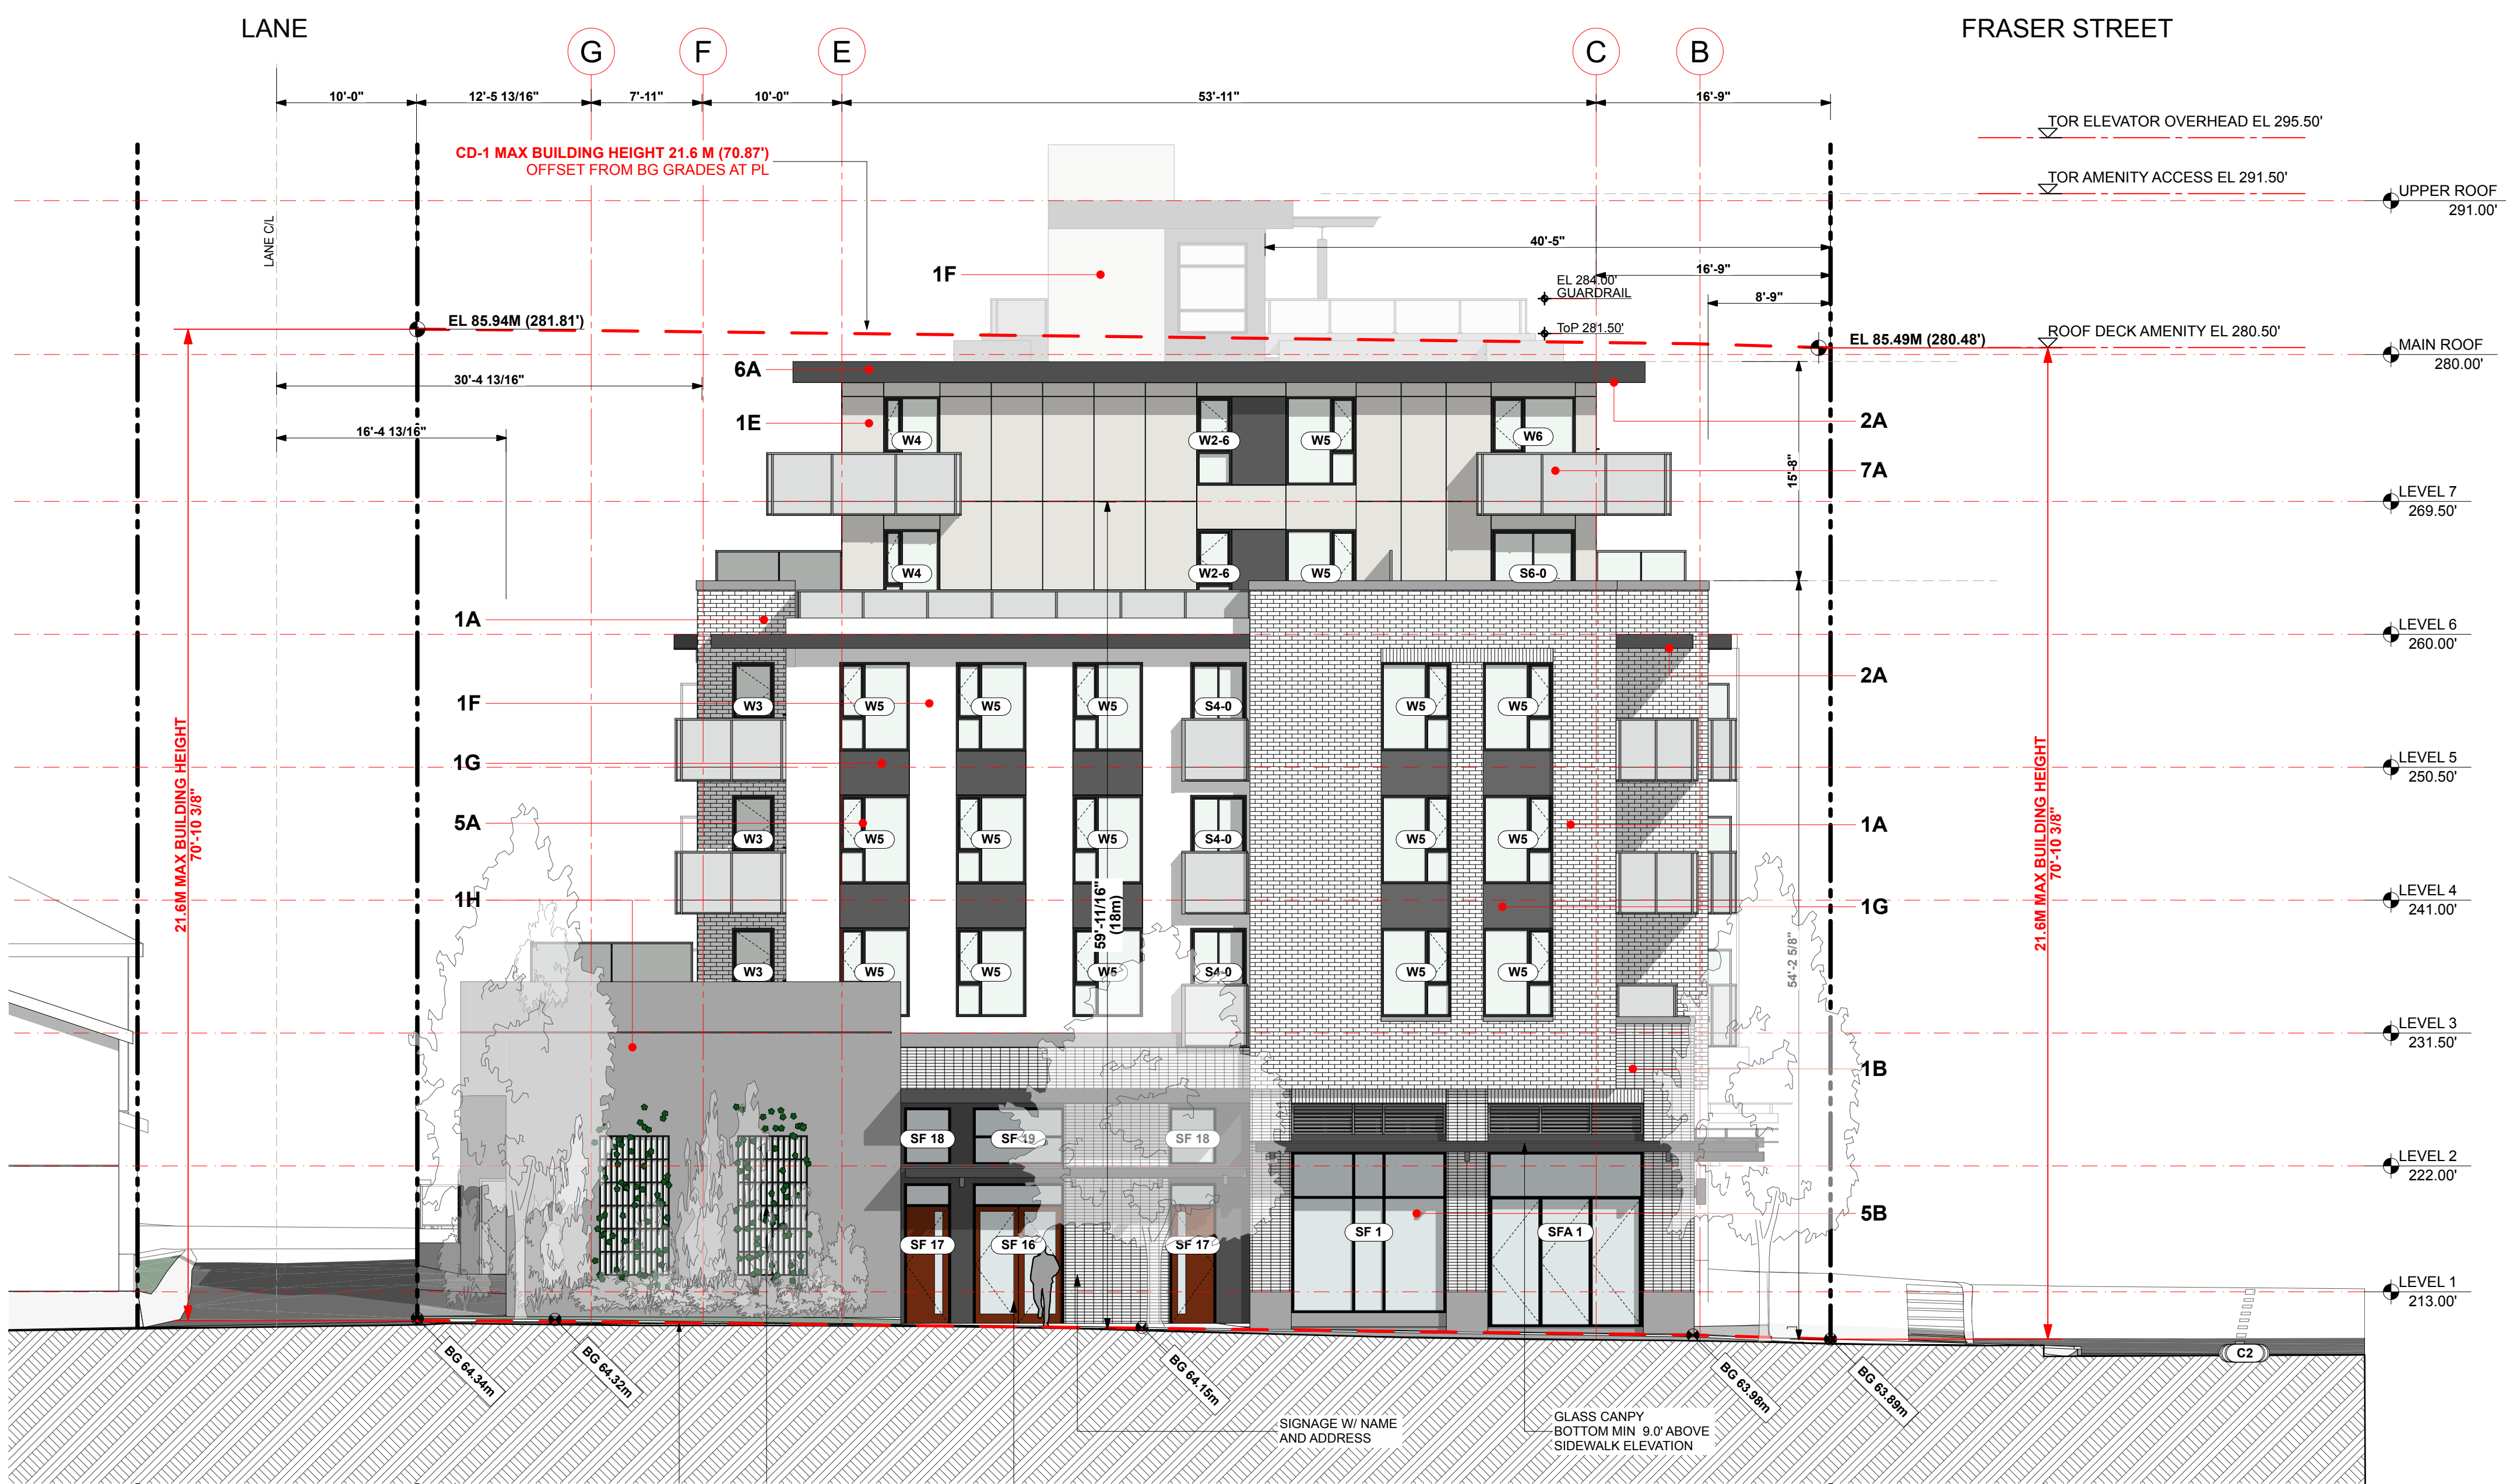 LANE
FRASER STREET
G
F
E
C
B
10'-0"
12'-5 13/16"
7'-11"
10'-0"
53'-11"
16'-9"
TOR ELEVATOR OVERHEAD EL 295.50'
CD-1 MAX BUILDING HEIGHT 21.6 M (70.87')
OFFSET FROM BG GRADES AT PL
TOR AMENITY ACCESS EL 291.50'
UPPER ROOF
291.00'
LANE C/L
40'-5"
16'-9"
1F
EL 284.00'
GUARDRAIL
8'-9"
EL 85.94M (281.81')
ToP 281.50'
ROOF DECK AMENITY EL 280.50'
EL 85.49M (280.48')
MAIN ROOF
280.00'
6A
30'-4 13/16"
1E
2A
16'-4 13/16"
W4
W2-6
W5
W6
7A
15'-8"
LEVEL 7
269.50'
W4
W2-6
W5
S6-0
1A
LEVEL 6
260.00'
2A
1F
W3
W5
W5
W5
S4-0
W5
W5
1G
LEVEL 5
250.50'
21.6M MAX BUILDING HEIGHT
70'-10 3/8"
21.6M MAX BUILDING HEIGHT
70'-10 3/8"
5A
W3
W5
W5
W5
S4-0
W5
W5
1A
1H
59'-11/16"
(18m)
1G
LEVEL 4
241.00'
54'-2 5/8"
W3
W5
W5
W5
S4-0
W5
W5
LEVEL 3
231.50'
1B
SF 18
SF 19
SF 18
LEVEL 2
222.00'
5B
SF 17
SF 16
SF 17
SF 1
SFA 1
LEVEL 1
213.00'
C2
BG 64.34m
BG 64.32m
BG 64.15m
BG 63.98m
BG 63.89m
SIGNAGE W/ NAME
AND ADDRESS
GLASS CANPY
BOTTOM MIN 9.0' ABOVE
SIDEWALK ELEVATION